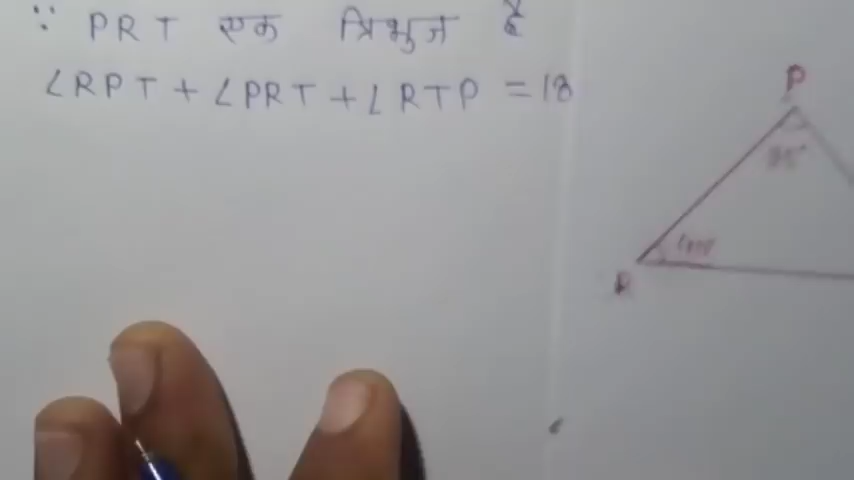 ∵ PRT एक त्रिभुज है
∠RPT + ∠PRT + ∠RTP = 18
P
R